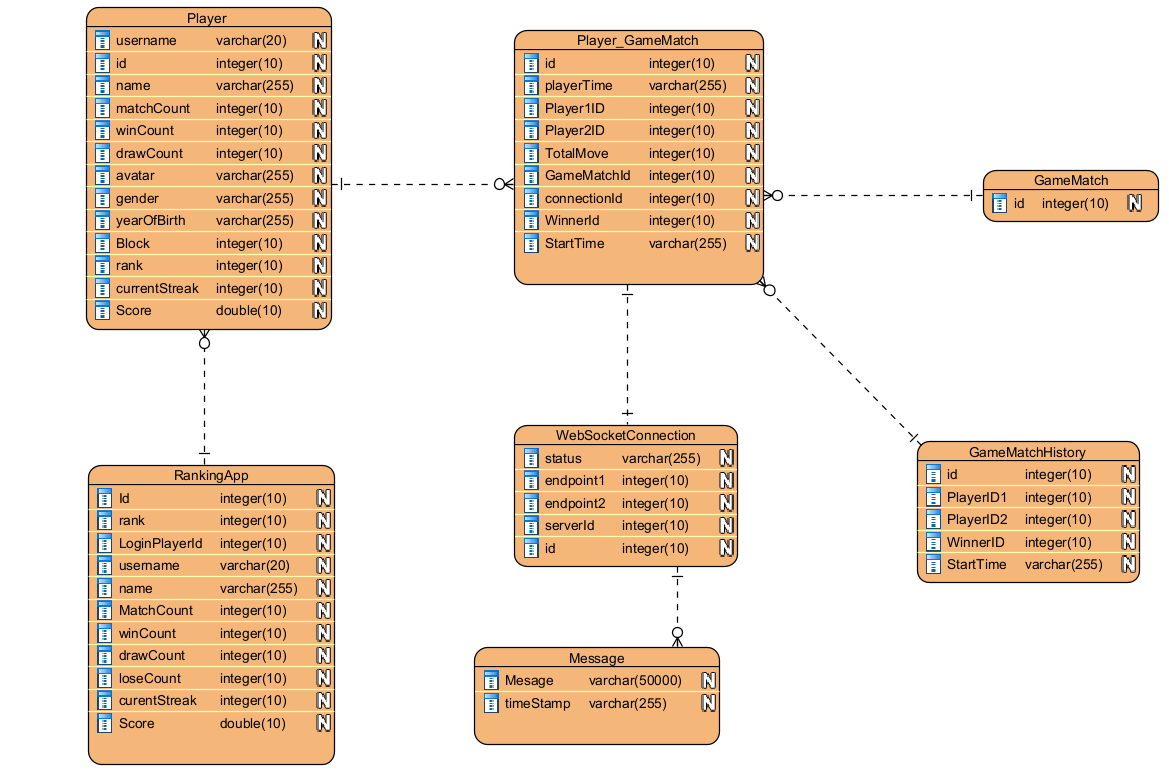 Player
username varchar(20) N
id integer(10) N
name varchar(255) N
matchCount integer(10) N
winCount integer(10) N
drawCount integer(10) N
avatar varchar(255) N
gender varchar(255) N
yearOfBirth varchar(255) N
Block integer(10) N
rank integer(10) N
currentStreak integer(10) N
Score double(10) N
Player_GameMatch
id integer(10) N
playerTime varchar(255) N
Player1ID integer(10) N
Player2ID integer(10) N
TotalMove integer(10) N
GameMatchId integer(10) N
connectionId integer(10) N
WinnerId integer(10) N
StartTime varchar(255) N
GameMatch
id integer(10) N
RankingApp
Id integer(10) N
rank integer(10) N
LoginPlayerId integer(10) N
username varchar(20) N
name varchar(255) N
MatchCount integer(10) N
winCount integer(10) N
drawCount integer(10) N
loseCount integer(10) N
curentStreak integer(10) N
Score double(10) N
WebSocketConnection
status varchar(255) N
endpoint1 integer(10) N
endpoint2 integer(10) N
serverId integer(10) N
id integer(10) N
GameMatchHistory
id integer(10) N
PlayerID1 integer(10) N
PlayerID2 integer(10) N
WinnerID integer(10) N
StartTime varchar(255) N
Message
Mesage varchar(50000) N
timeStamp varchar(255) N